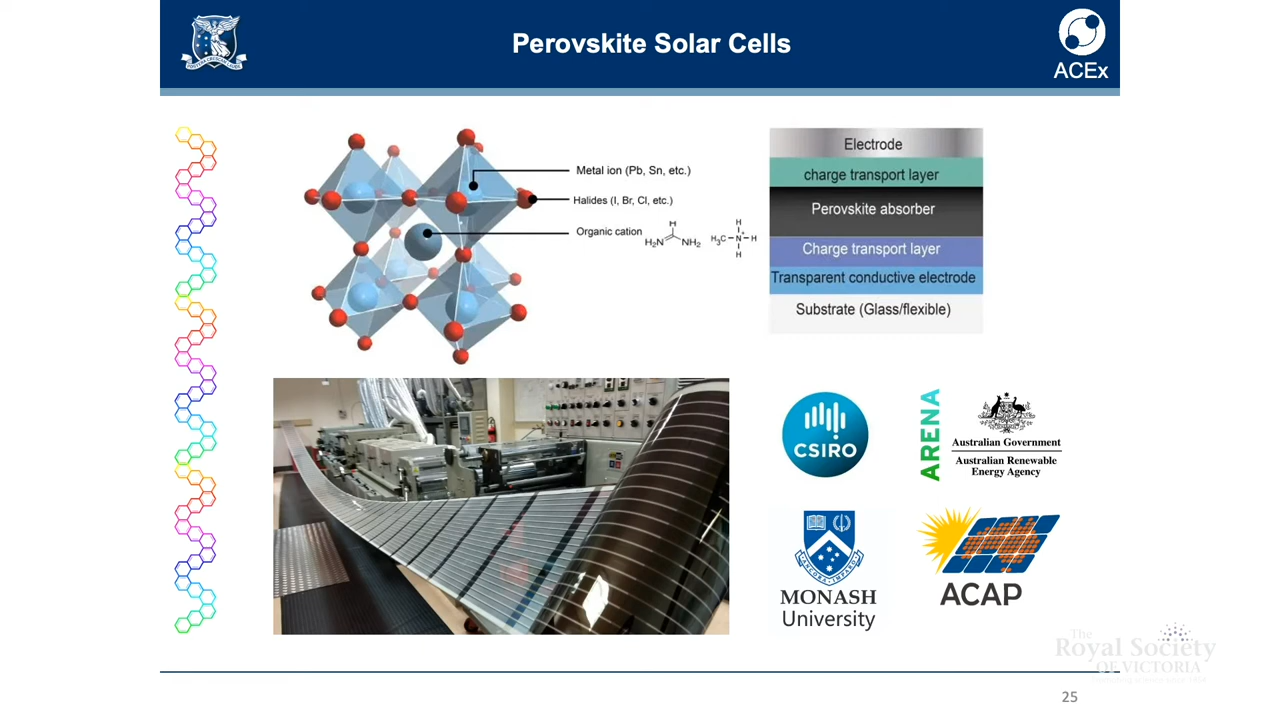 Perovskite Solar Cells
ACEx
Metal ion (Pb, Sn, etc.)
Halides (I, Br, Cl, etc.)
Organic cation
H
H₂N
NH₂
H
H₃C
N
+
H
H
Electrode
charge transport layer
Perovskite absorber
Charge transport layer
Transparent conductive electrode
Substrate (Glass/flexible)
CSIRO
ARENA
Australian Government
Australian Renewable
Energy Agency
MONASH
University
ACAP
The
Royal Society
OF VICTORIA
25